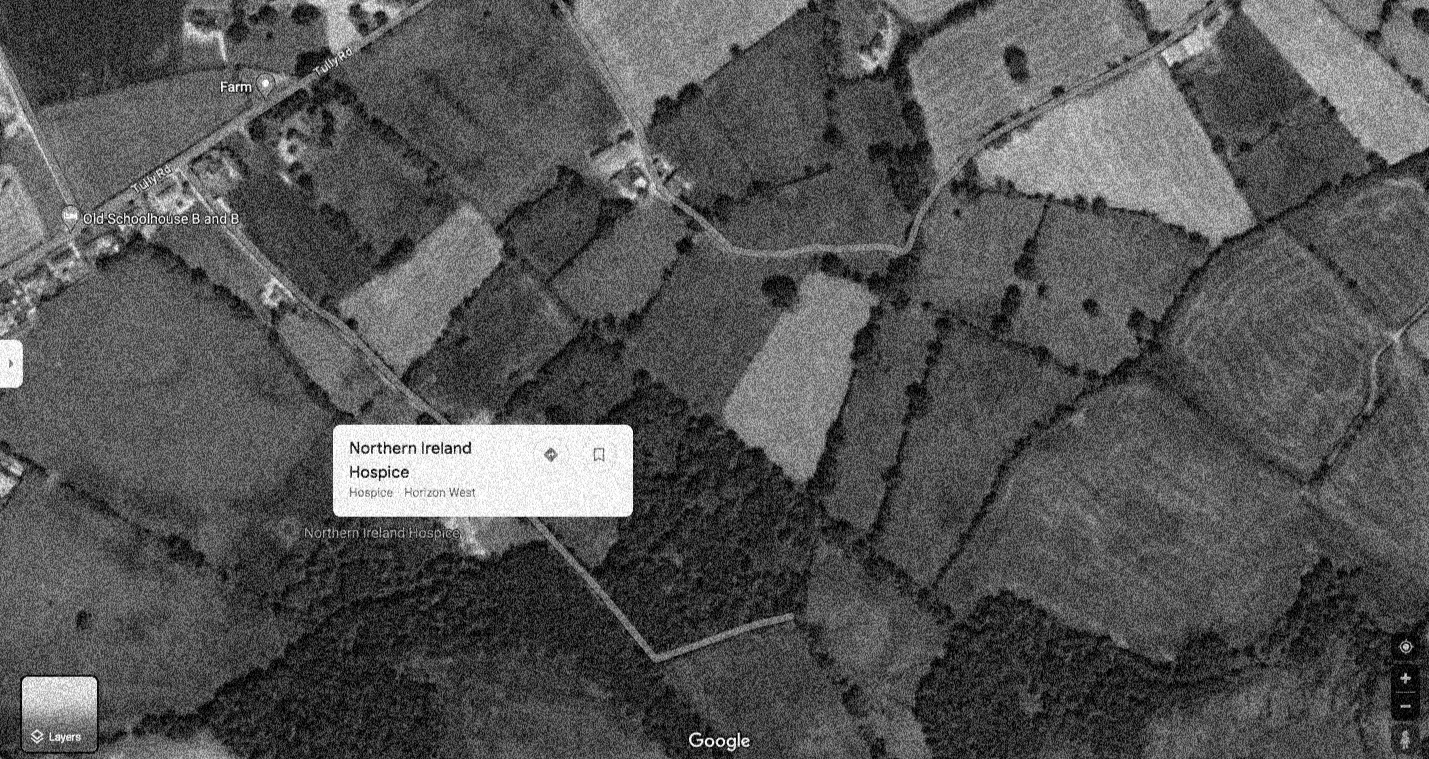 Tully Rd
Farm
Tully Rd
Old Schoolhouse B and B
Northern Ireland
Hospice
Hospice · Horizon West
Northern Ireland Hospice
Layers
Google